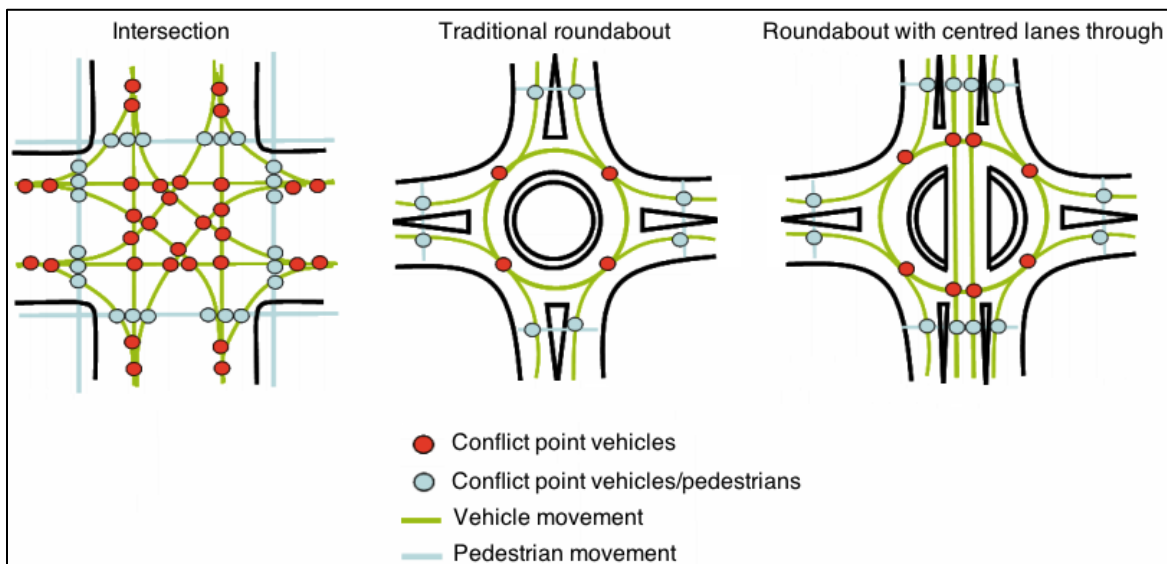 Intersection
Traditional roundabout
Roundabout with centred lanes through
Conflict point vehicles
Conflict point vehicles/pedestrians
Vehicle movement
Pedestrian movement